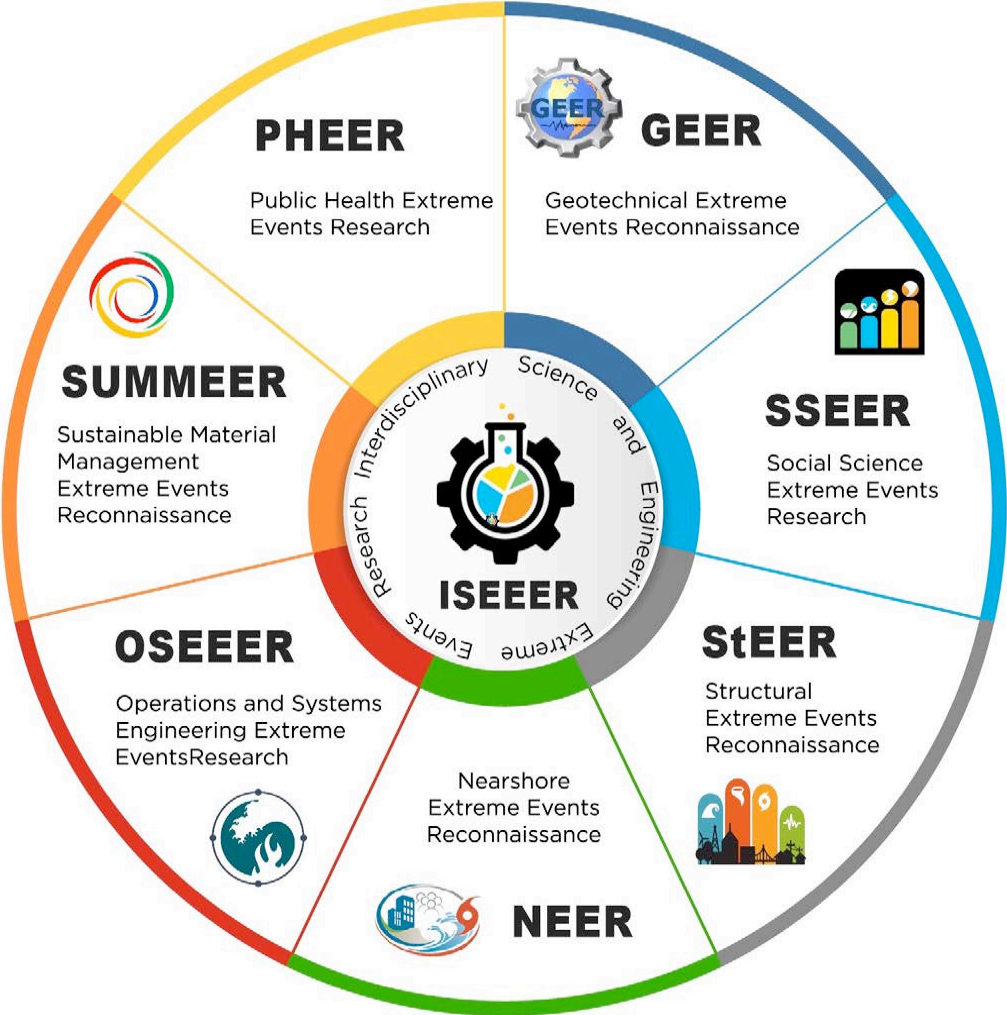 PHEER
Public Health Extreme
Events Research
GEER
GEER
Geotechnical Extreme
Events Reconnaissance
SSEER
Social Science
Extreme Events
Research
StEER
Structural
Extreme Events
Reconnaissance
Nearshore
Extreme Events
Reconnaissance
NEER
OSEEER
Operations and Systems
Engineering Extreme
EventsResearch
SUMMEER
Sustainable Material
Management
Extreme Events
Reconnaissance
Interdisciplinary Science and Engineering Extreme Events Research
ISEEER